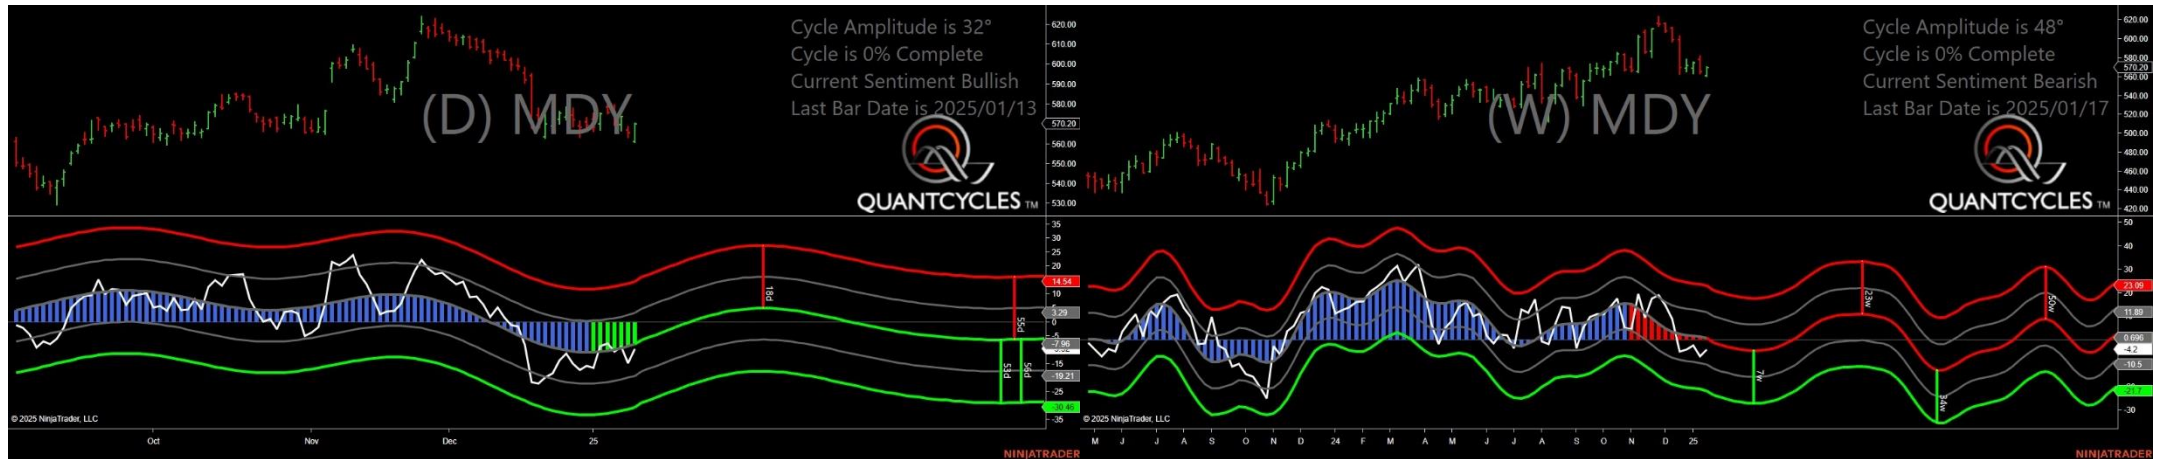 Cycle Amplitude is 32°
Cycle is 0% Complete
Current Sentiment Bullish
Last Bar Date is 2025/01/13
(D) MDY
QUANTCYCLES TM
620.00
610.00
600.00
590.00
580.00
570.20
560.00
550.00
540.00
530.00
35
30
25
20
14.54
10
3.29
0
-5
-7.96
-15
-19.21
-25
-30.46
-35
18d
55d
53d
56d
© 2025 NinjaTrader, LLC
Oct
Nov
Dec
25
NINJATRADER
Cycle Amplitude is 48°
Cycle is 0% Complete
Current Sentiment Bearish
Last Bar Date is 2025/01/17
(W) MDY
QUANTCYCLES TM
620.00
600.00
580.00
570.20
560.00
540.00
520.00
500.00
480.00
460.00
440.00
420.00
50
40
30
23.09
20
11.89
0.696
-4.2
-10.5
-21.7
-30
23w
50w
7w
34w
© 2025 NinjaTrader, LLC
M J J A S O N D 24 F M A M J J A S O N D 25
NINJATRADER